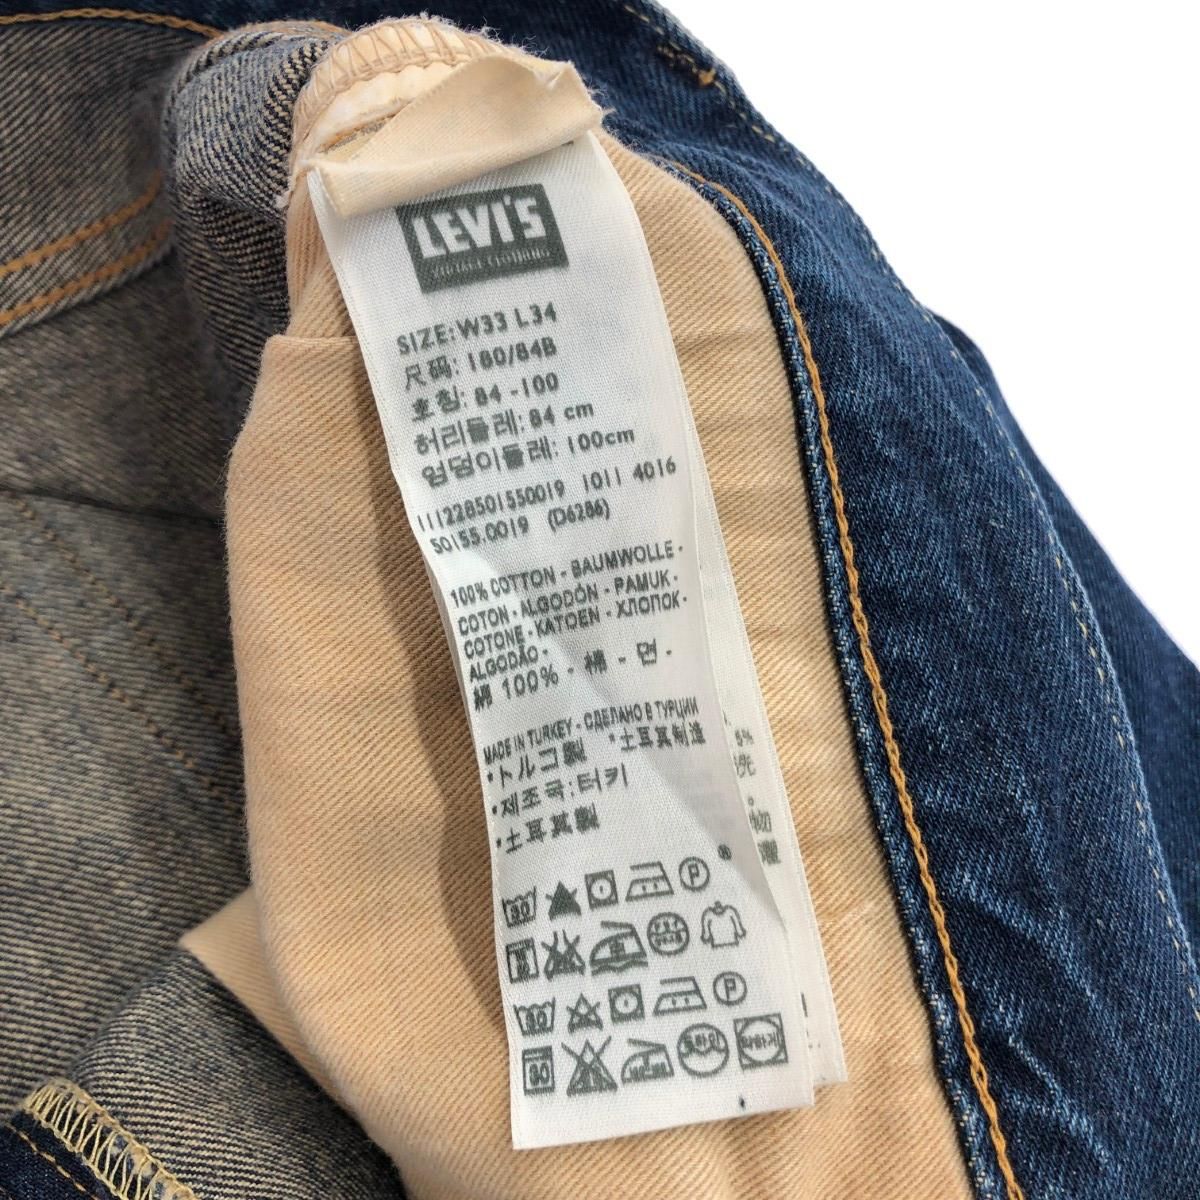 LEVI'S
VINTAGE CLOTHING
SIZE: W33 L34
尺码: 180/84B
호칭: 84 -100
허리둘레: 84 cm
엉덩이둘레: 100cm
111228501550019 1011 4016
50155.0019 (D6286)
100% COTTON - BAUMWOLLE -
COTON - ALGODÓN - PAMUK -
COTONE - KATOEN - ХЛОПОК -
ALGODÃO -
綿 100% - 棉 - 면 -
MADE IN TURKEY - СДЕЛАНО В ТУРЦИИ
•トルコ製 •土耳其制造
•제조국:터키
•土耳其製
P
P